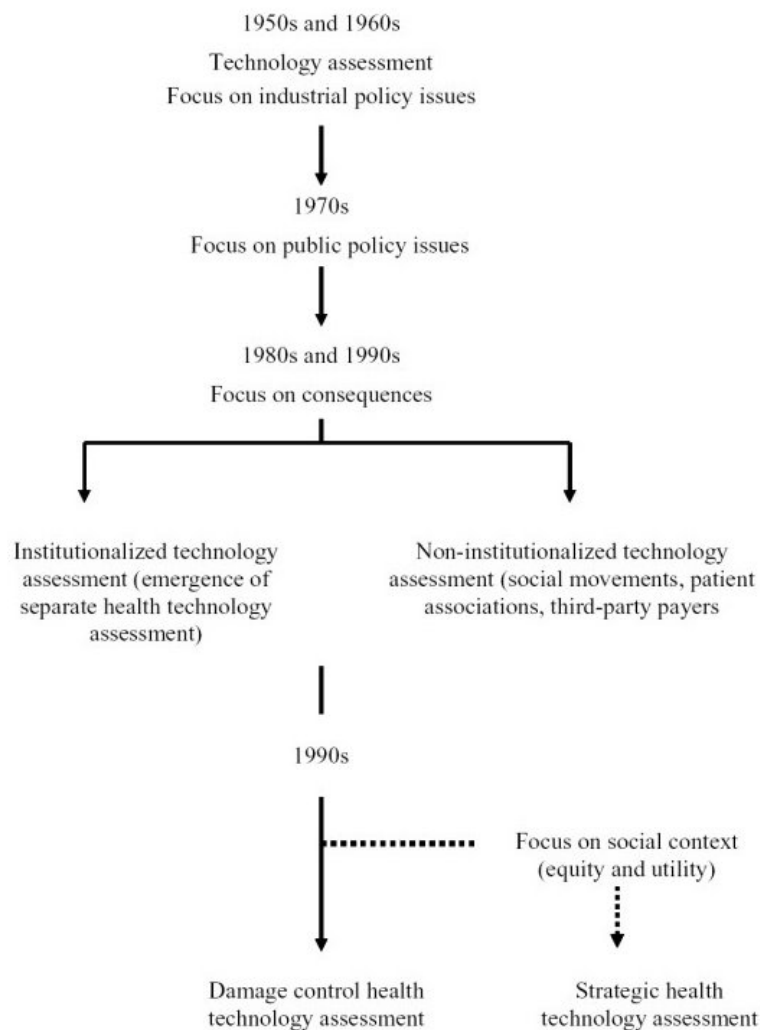 1950s and 1960s
Technology assessment
Focus on industrial policy issues
1970s
Focus on public policy issues
1980s and 1990s
Focus on consequences
Institutionalized technology
assessment (emergence of
separate health technology
assessment)
Non-institutionalized technology
assessment (social movements, patient
associations, third-party payers
1990s
Focus on social context
(equity and utility)
Damage control health
technology assessment
Strategic health
technology assessment